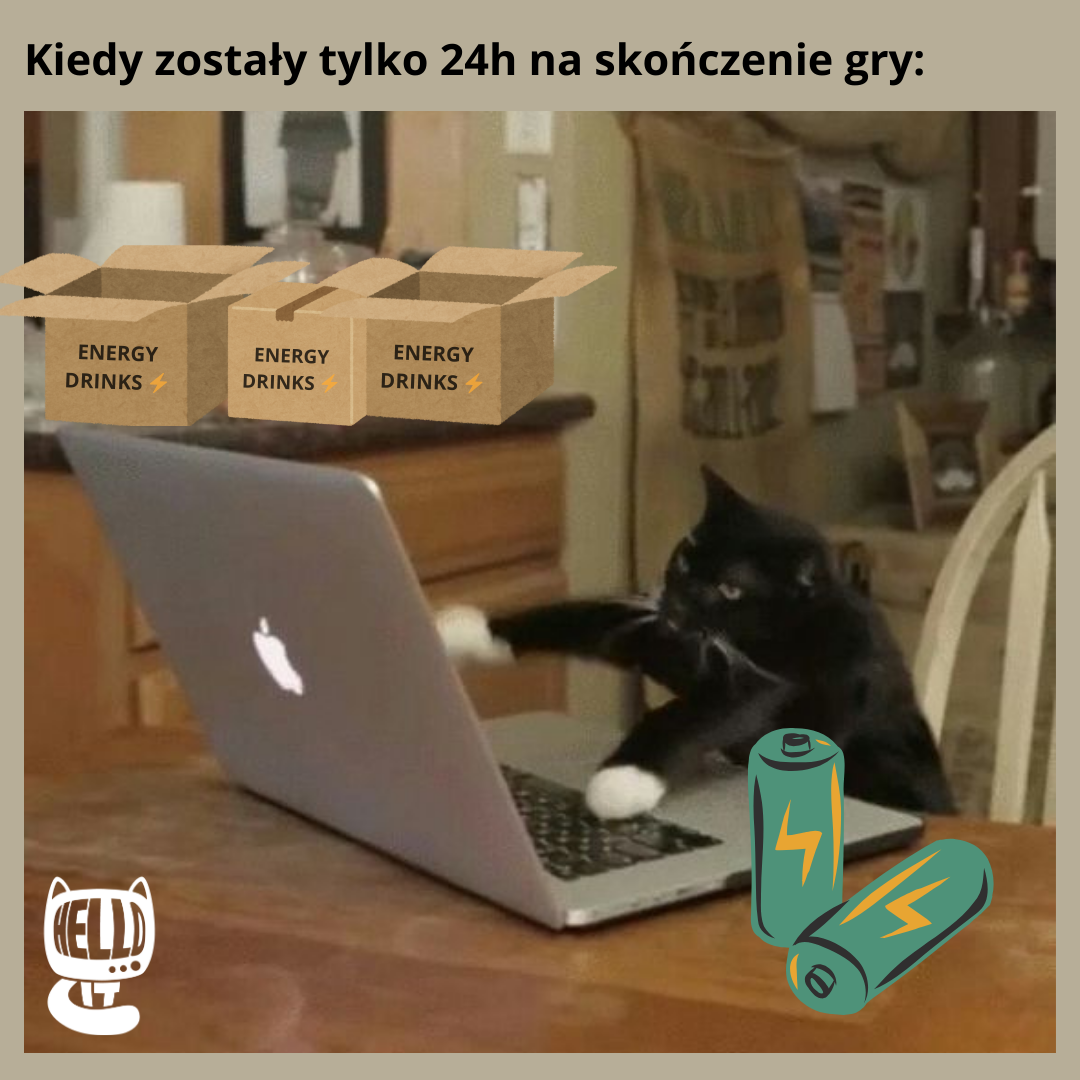 Kiedy zostały tylko 24h na skończenie gry:
ENERGY
DRINKS⚡
ENERGY
DRINKS⚡
ENERGY
DRINKS⚡
HELLO
IT